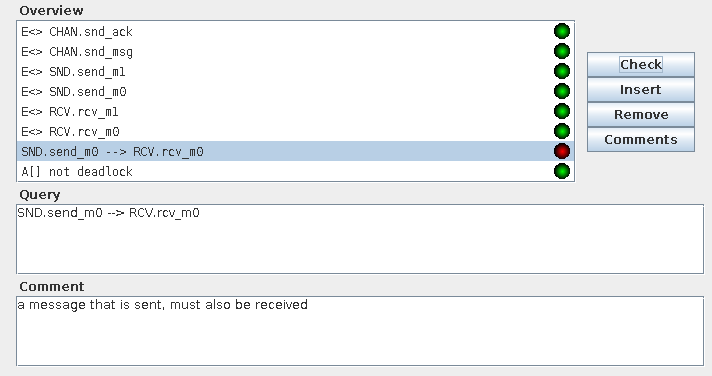 Overview
E<> CHAN.snd_ack
E<> CHAN.snd_msg
E<> SND.send_m1
E<> SND.send_m0
E<> RCV.rcv_m1
E<> RCV.rcv_m0
SND.send_m0 --> RCV.rcv_m0
A[] not deadlock
Check
Insert
Remove
Comments
Query
SND.send_m0 --> RCV.rcv_m0
Comment
a message that is sent, must also be received